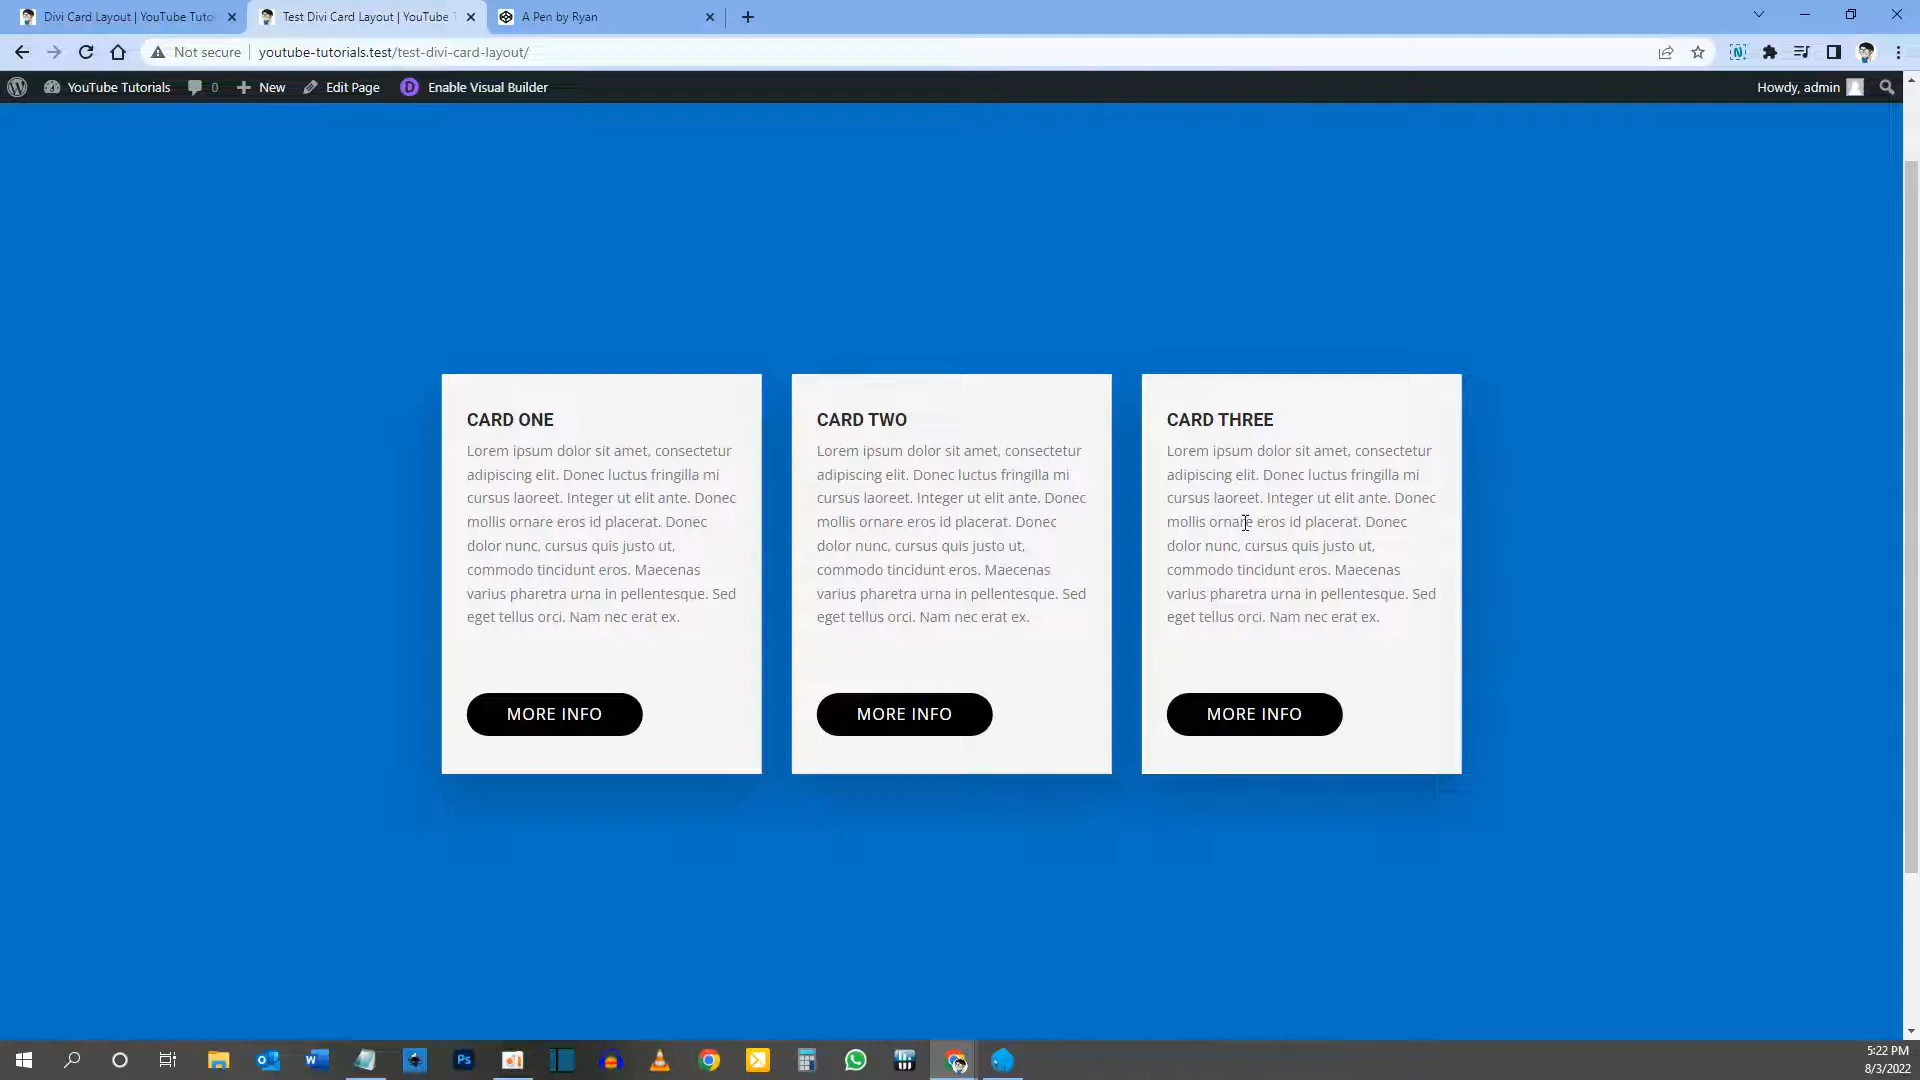 Divi Card Layout | YouTube Tuto
Test Divi Card Layout | YouTube
A Pen by Ryan
Not secure
youtube-tutorials.test/test-divi-card-layout/
YouTube Tutorials
0
New
Edit Page
Enable Visual Builder
Howdy, admin
CARD ONE
Lorem ipsum dolor sit amet, consectetur
adipiscing elit. Donec luctus fringilla mi
cursus laoreet. Integer ut elit ante. Donec
mollis ornare eros id placerat. Donec
dolor nunc, cursus quis justo ut,
commodo tincidunt eros. Maecenas
varius pharetra urna in pellentesque. Sed
eget tellus orci. Nam nec erat ex.
MORE INFO
CARD TWO
Lorem ipsum dolor sit amet, consectetur
adipiscing elit. Donec luctus fringilla mi
cursus laoreet. Integer ut elit ante. Donec
mollis ornare eros id placerat. Donec
dolor nunc, cursus quis justo ut,
commodo tincidunt eros. Maecenas
varius pharetra urna in pellentesque. Sed
eget tellus orci. Nam nec erat ex.
MORE INFO
CARD THREE
Lorem ipsum dolor sit amet, consectetur
adipiscing elit. Donec luctus fringilla mi
cursus laoreet. Integer ut elit ante. Donec
mollis ornare eros id placerat. Donec
dolor nunc, cursus quis justo ut,
commodo tincidunt eros. Maecenas
varius pharetra urna in pellentesque. Sed
eget tellus orci. Nam nec erat ex.
MORE INFO
5:22 PM
8/3/2022